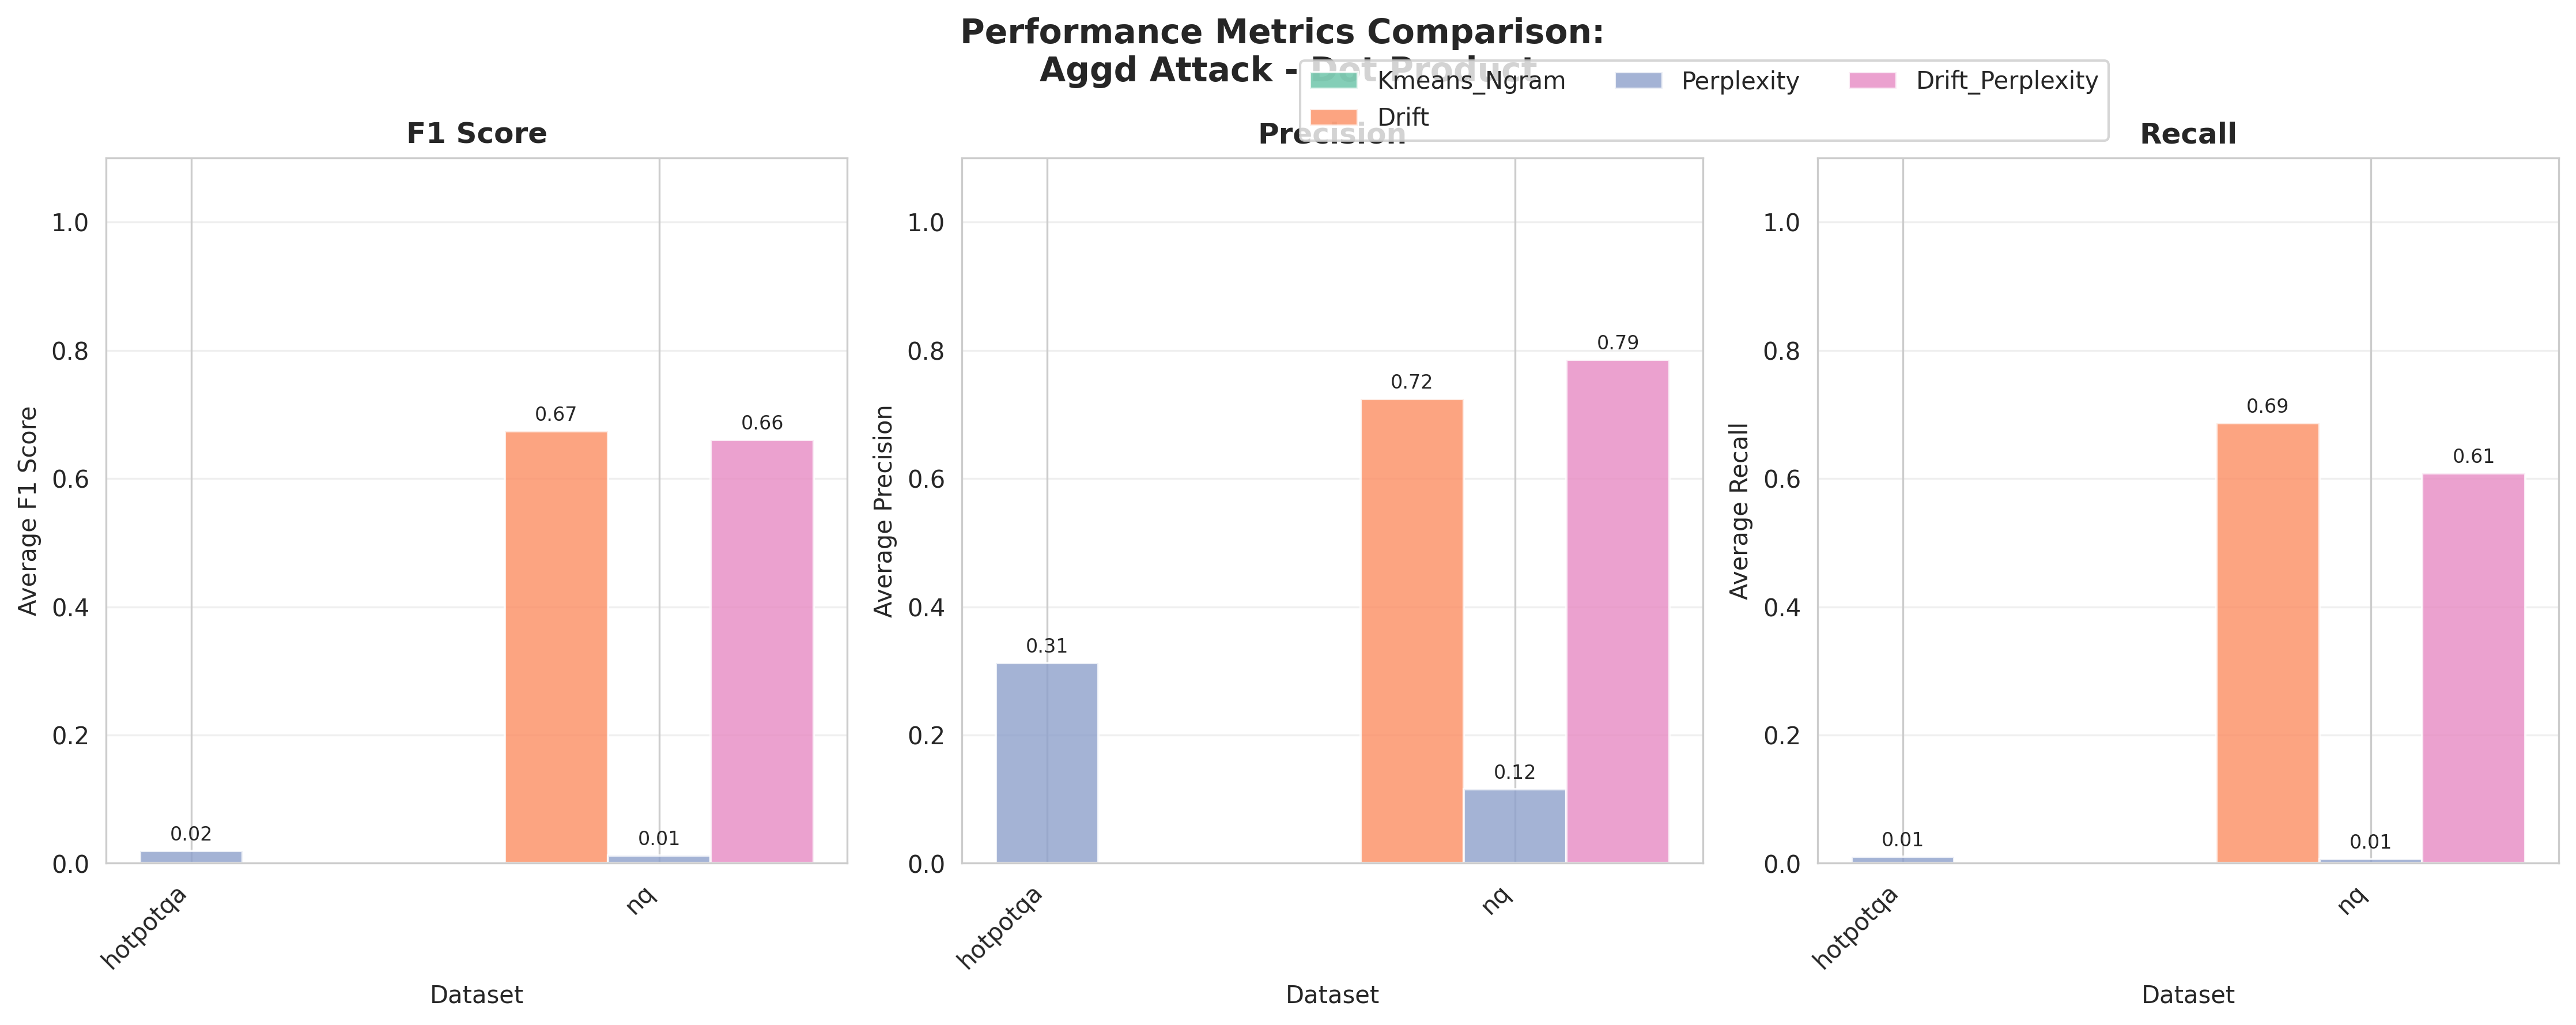 Performance Metrics Comparison:
Aggd Attack - Dot Product
Kmeans_Ngram
Drift
Perplexity
Drift_Perplexity
F1 Score
Average F1 Score
1.0
0.8
0.6
0.4
0.2
0.0
0.02
0.67
0.01
0.66
hotpotqa
nq
Dataset
Precision
Average Precision
1.0
0.8
0.6
0.4
0.2
0.0
0.31
0.72
0.12
0.79
hotpotqa
nq
Dataset
Recall
Average Recall
1.0
0.8
0.6
0.4
0.2
0.0
0.01
0.69
0.01
0.61
hotpotqa
nq
Dataset